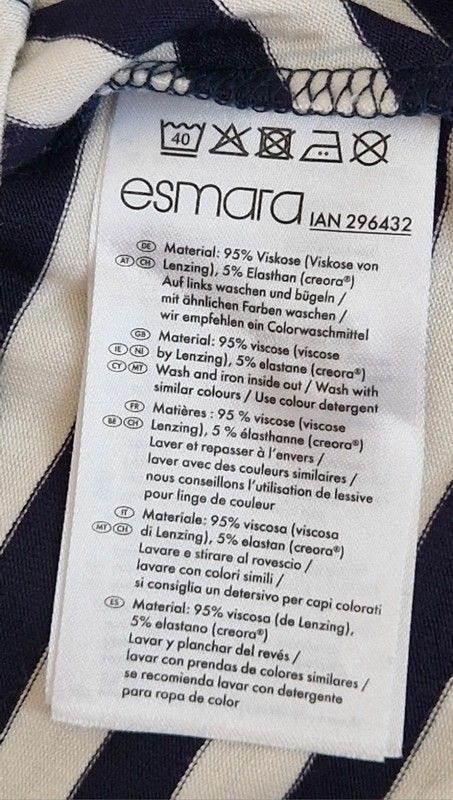 40
esmara IAN 296432
DE Material: 95% Viskose (Viskose von
AT CH Lenzing), 5% Elasthan (creora®)
Auf links waschen und bügeln /
mit ähnlichen Farben waschen /
wir empfehlen ein Colorwaschmittel
GB Material: 95% viscose (viscose
IE NI by Lenzing), 5% elastane (creora®)
CY MT Wash and iron inside out / Wash with
similar colours / Use colour detergent
FR Matières : 95 % viscose (viscose
BE CH Lenzing), 5 % élasthanne (creora®)
Laver et repasser à l'envers /
laver avec des couleurs similaires /
nous conseillons l'utilisation de lessive
pour linge de couleur
IT Materiale: 95% viscosa (viscosa
MT CH di Lenzing), 5% elastan (creora®)
Lavare e stirare al rovescio /
lavare con colori simili /
si consiglia un detersivo per capi colorati
ES Material: 95% viscosa (de Lenzing),
5% elastano (creora®)
Lavar y planchar del revés /
lavar con prendas de colores similares /
se recomienda lavar con detergente
para ropa de color